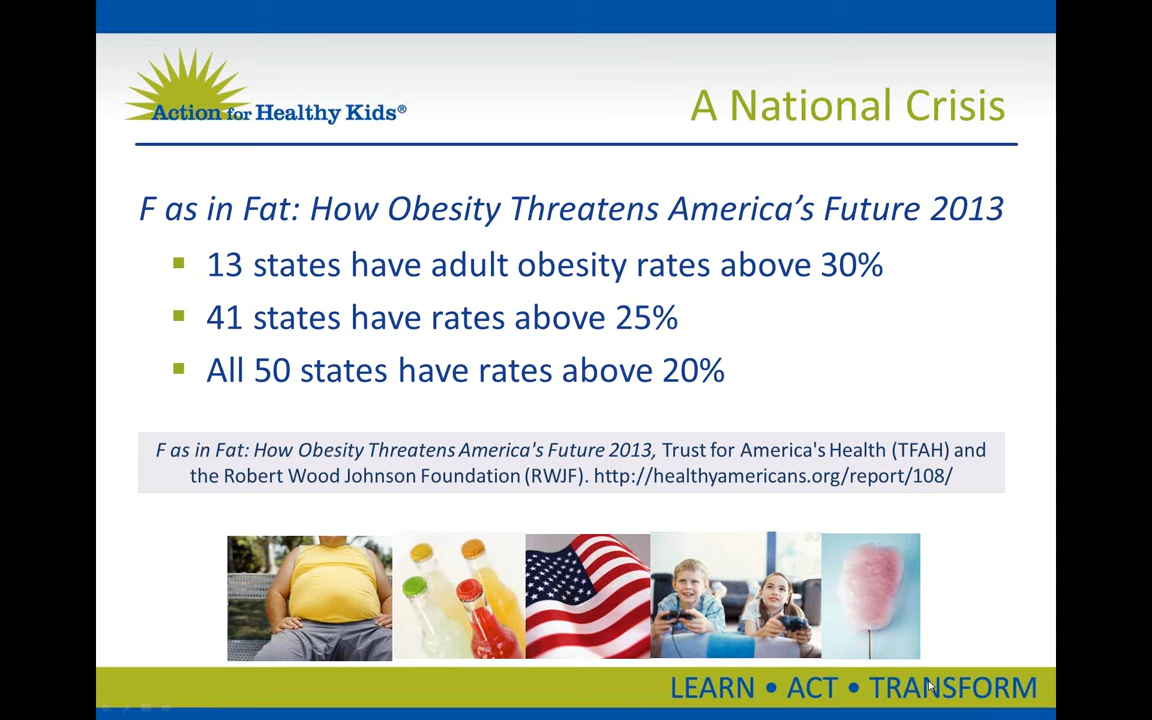 Action for Healthy Kids®
A National Crisis
F as in Fat: How Obesity Threatens America’s Future 2013
▪ 13 states have adult obesity rates above 30%
▪ 41 states have rates above 25%
▪ All 50 states have rates above 20%
F as in Fat: How Obesity Threatens America's Future 2013, Trust for America's Health (TFAH) and
the Robert Wood Johnson Foundation (RWJF). http://healthyamericans.org/report/108/
LEARN • ACT • TRANSFORM